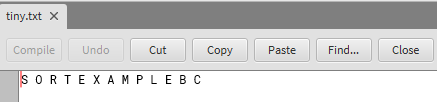 tiny.txt
Compile Undo Cut Copy Paste Find... Close
S O R T E X A M P L E B C